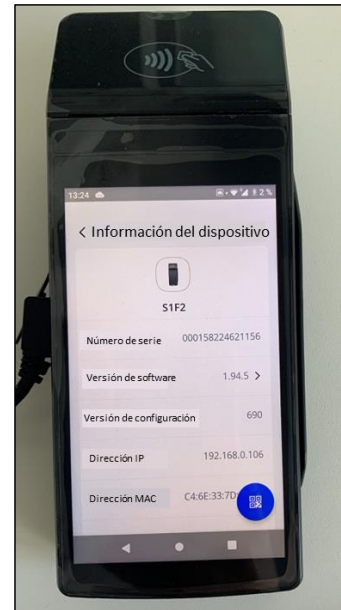 13:24 2%
< Información del dispositivo
S1F2
Número de serie 000158224621156
Versión de software 1.94.5 >
Versión de configuración 690
Dirección IP 192.168.0.106
Dirección MAC C4:6E:33:7D: